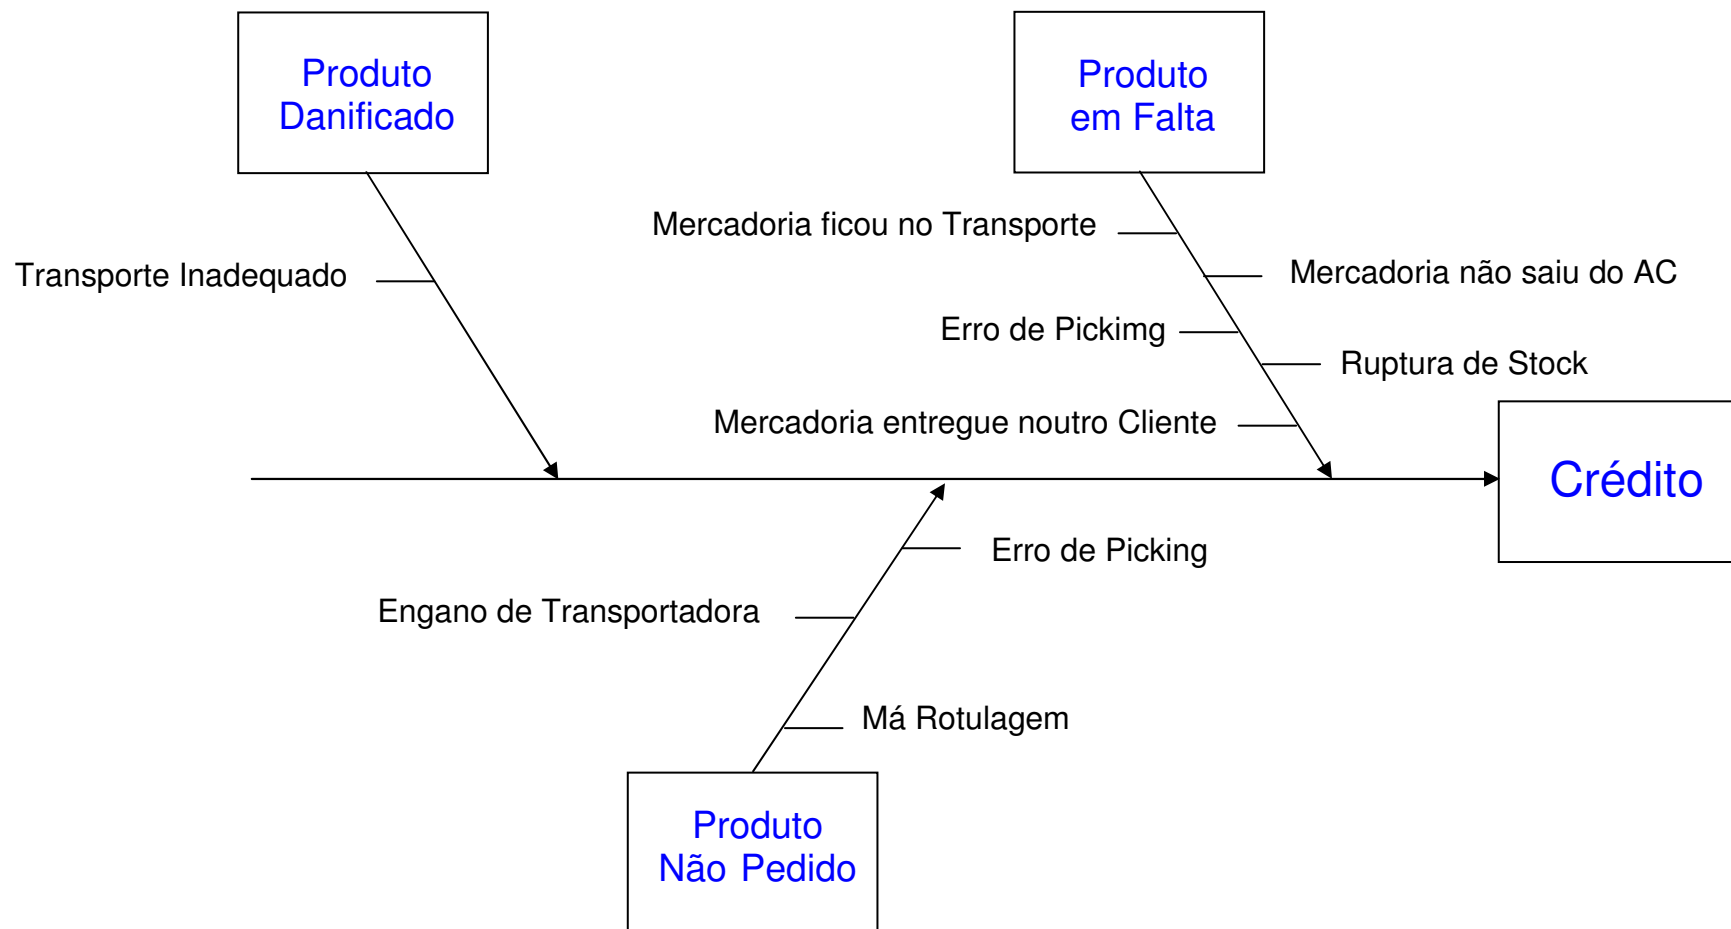 Produto
Danificado
Produto
em Falta
Mercadoria ficou no Transporte
Transporte Inadequado
Mercadoria não saiu do AC
Erro de Pickimg
Ruptura de Stock
Mercadoria entregue noutro Cliente
Crédito
Erro de Picking
Engano de Transportadora
Má Rotulagem
Produto
Não Pedido